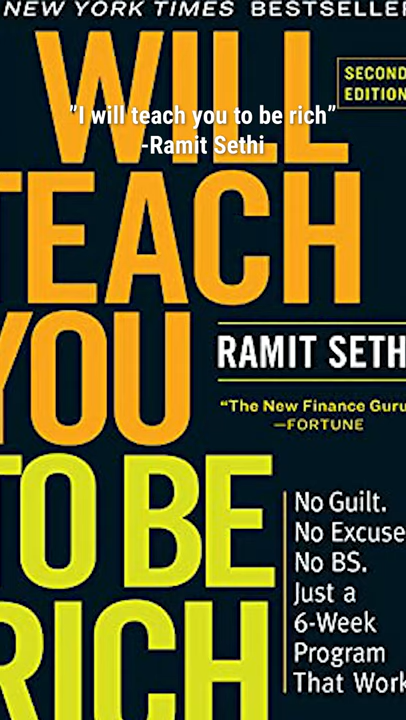 NEW YORK TIMES BESTSELLER
WILL
SECOND
EDITION
"I will teach you to be rich"
-Ramit Sethi
TEACH
YOU
RAMIT SETH
"The New Finance Guru
—FORTUNE
TO BE
No Guilt.
No Excuse
No BS.
Just a
6-Week
Program
That Work
RICH